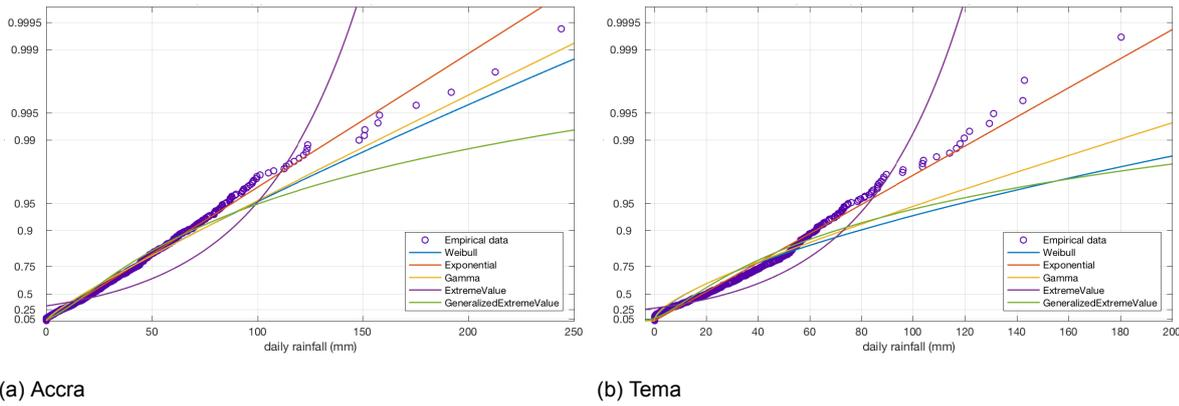 0.9995
0.999
0.995
0.99
0.95
0.9
0.75
0.5
0.25
0.05
0 50 100 150 200 250
daily rainfall (mm)
Empirical data
Weibull
Exponential
Gamma
ExtremeValue
GeneralizedExtremeValue
(a) Accra
0.9995
0.999
0.995
0.99
0.95
0.9
0.75
0.5
0.25
0.05
0 20 40 60 80 100 120 140 160 180 200
daily rainfall (mm)
Empirical data
Weibull
Exponential
Gamma
ExtremeValue
GeneralizedExtremeValue
(b) Tema